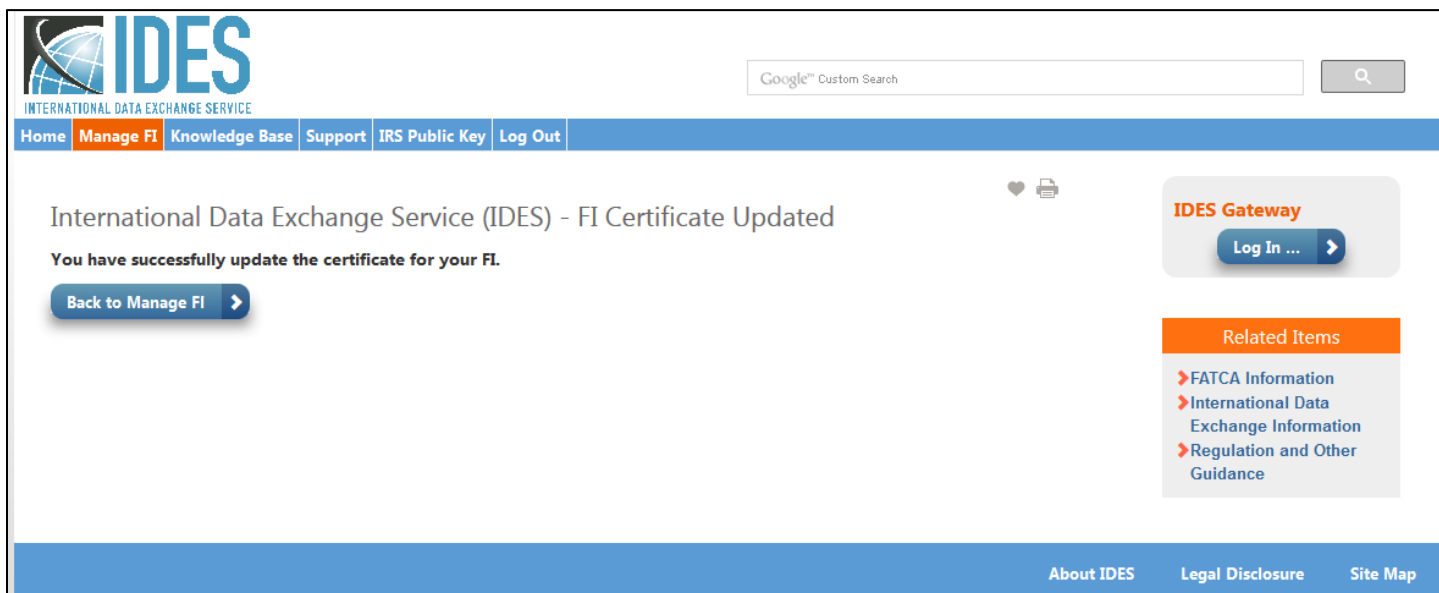 IDES
INTERNATIONAL DATA EXCHANGE SERVICE
Google™ Custom Search
Home Manage FI Knowledge Base Support IRS Public Key Log Out
International Data Exchange Service (IDES) - FI Certificate Updated
You have successfully update the certificate for your FI.
Back to Manage FI
IDES Gateway
Log In ...
Related Items
FATCA Information
International Data
Exchange Information
Regulation and Other
Guidance
About IDES Legal Disclosure Site Map